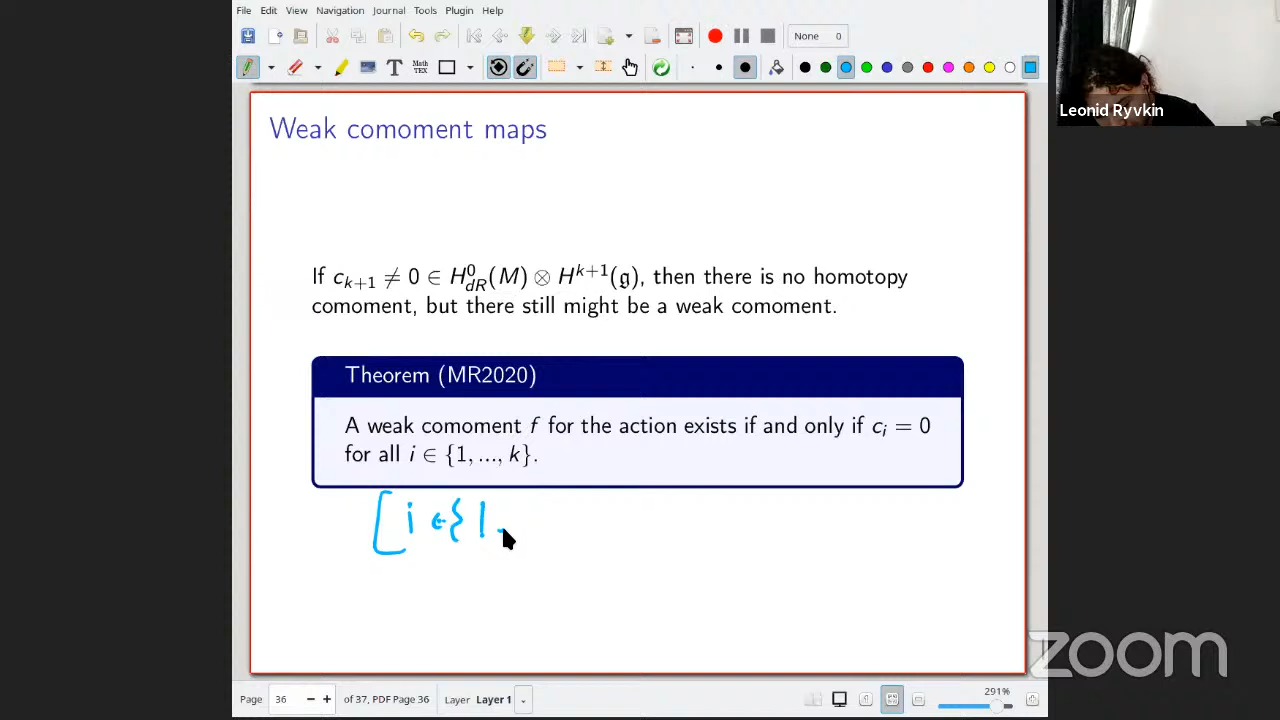 File Edit View Navigation Journal Tools Plugin Help
None 0
Leonid Ryvkin
Weak comoment maps
If c_{k+1} ≠ 0 ∈ H^0_{dR}(M) ⊗ H^{k+1}(𝔤), then there is no homotopy
comoment, but there still might be a weak comoment.
Theorem (MR2020)
A weak comoment f for the action exists if and only if c_i = 0
for all i ∈ {1, ..., k}.
[ i ∈ { 1 .
zoom
Page 36 of 37, PDF Page 36 Layer Layer 1 291%